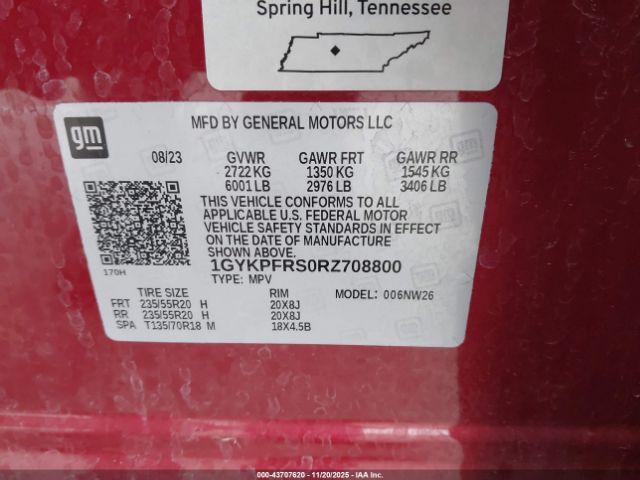 Spring Hill, Tennessee
gm
MFD BY GENERAL MOTORS LLC
08/23 GVWR GAWR FRT GAWR RR
2722 KG 1350 KG 1545 KG
6001 LB 2976 LB 3406 LB
THIS VEHICLE CONFORMS TO ALL
APPLICABLE U.S. FEDERAL MOTOR
VEHICLE SAFETY STANDARDS IN EFFECT
ON THE DATE OF MANUFACTURE SHOWN ABOVE.
1GYKPFRS0RZ708800
170H
TYPE: MPV
TIRE SIZE RIM MODEL: 006NW26
FRT 235/55R20 H 20X8J
RR 235/55R20 H 20X8J
SPA T135/70R18 M 18X4.5B
000-43707620 - 11/20/2025 - IAA Inc.